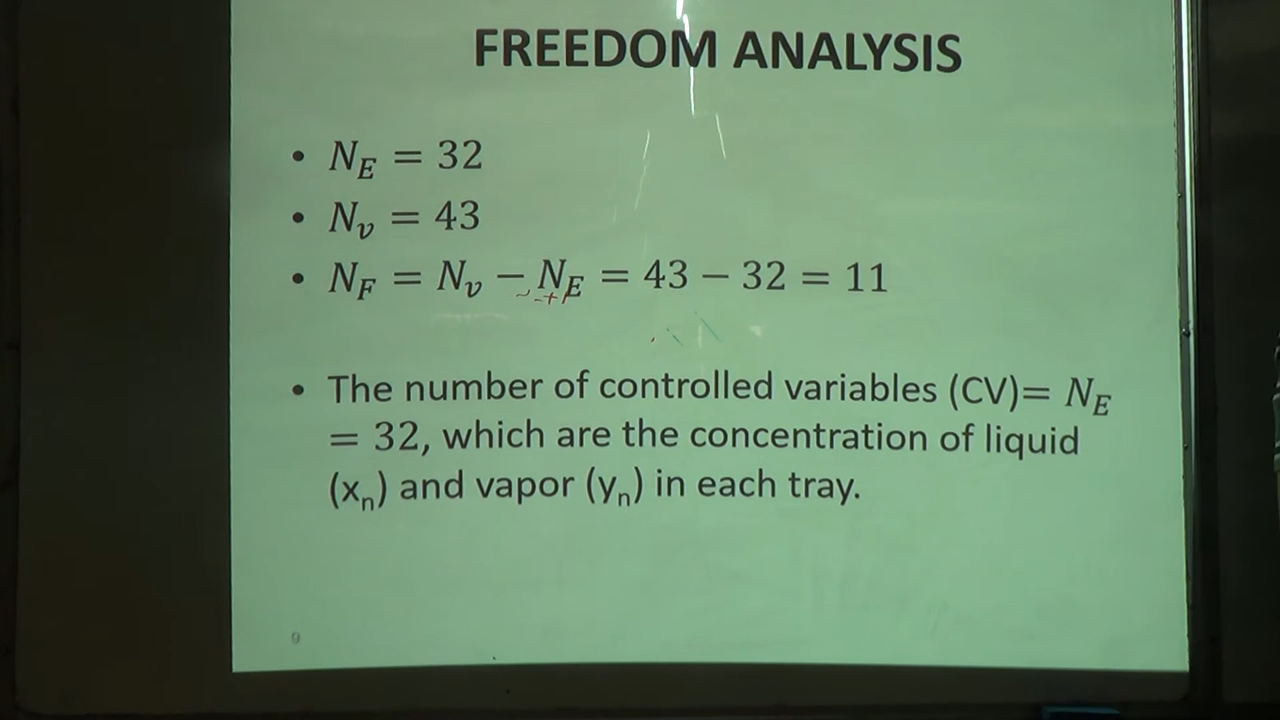 FREEDOM ANALYSIS
• N_E = 32
• N_v = 43
• N_F = N_v − N_E = 43 − 32 = 11
• The number of controlled variables (CV)= N_E
= 32, which are the concentration of liquid
(x_n) and vapor (y_n) in each tray.
9